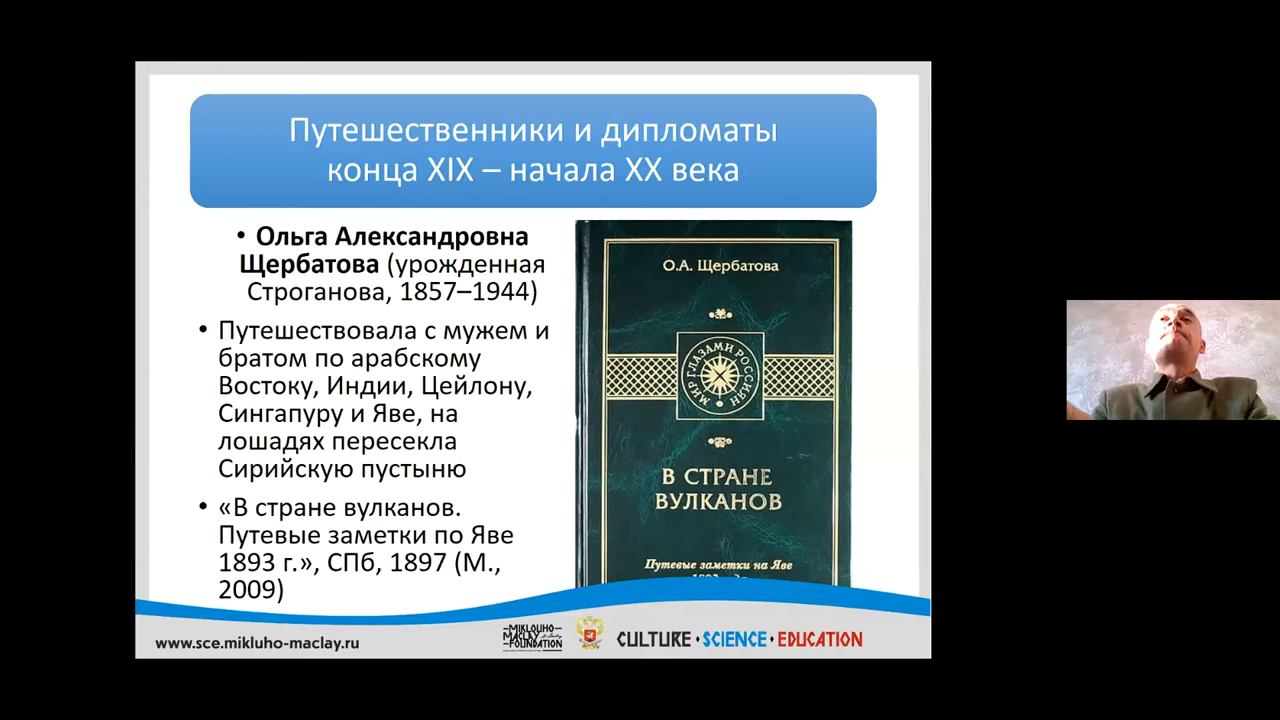 Путешественники и дипломаты
конца XIX – начала XX века
• Ольга Александровна
Щербатова (урожденная
Строганова, 1857–1944)
• Путешествовала с мужем и
братом по арабскому
Востоку, Индии, Цейлону,
Сингапуру и Яве, на
лошадях пересекла
Сирийскую пустыню
• «В стране вулканов.
Путевые заметки по Яве
1893 г.», СПб, 1897 (М.,
2009)
О.А. Щербатова
МИР ГЛАЗАМИ РОССИЯН
В СТРАНЕ
ВУЛКАНОВ
Путевые заметки на Яве
www.sce.mikluho-maclay.ru
MIKLOUHO
MACLAY
FOUNDATION
CULTURE · SCIENCE · EDUCATION